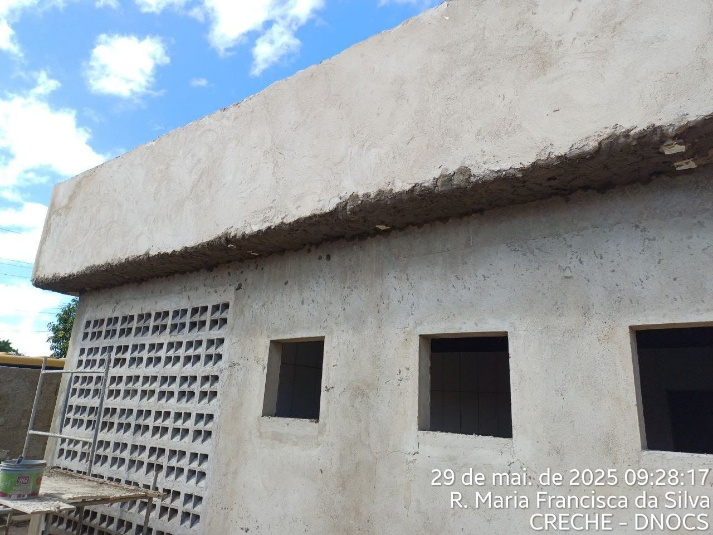 29 de mai. de 2025 09:28:17
R. Maria Francisca da Silva
CRECHE - DNOCS